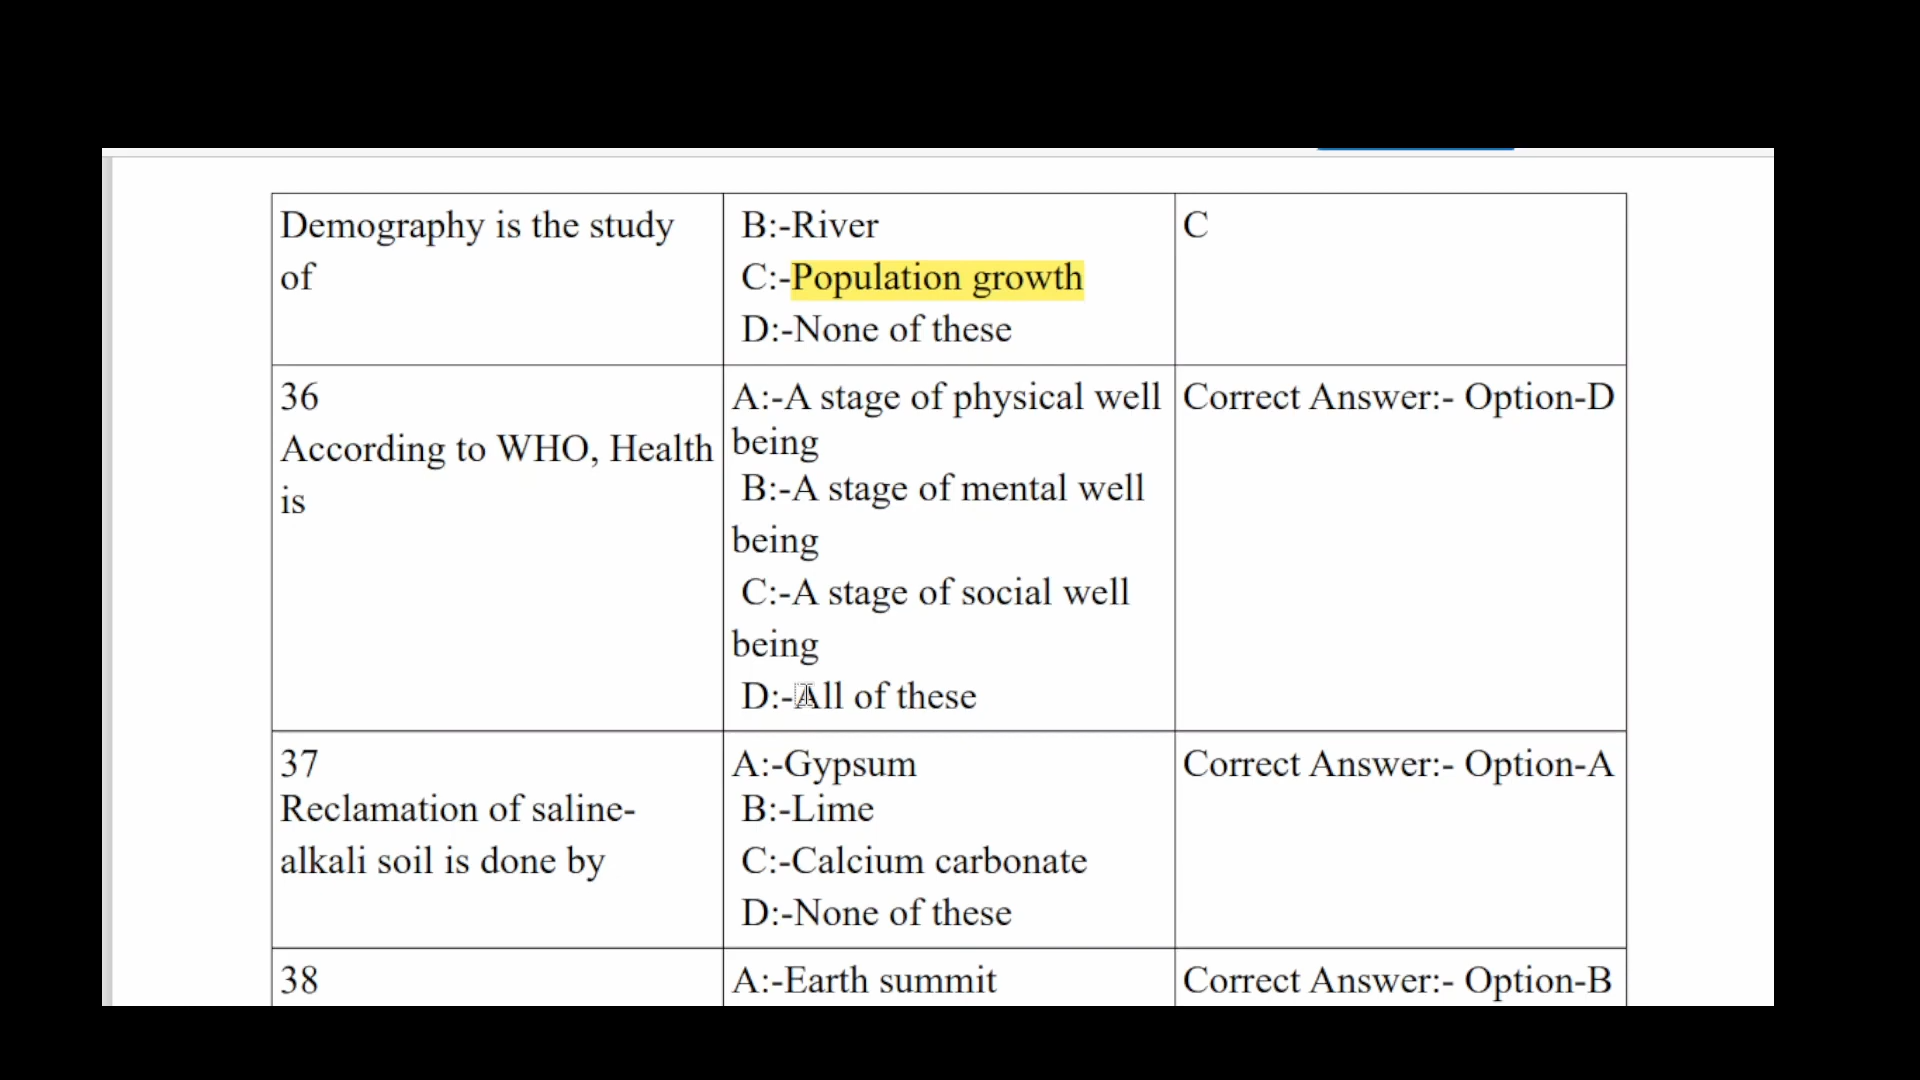 Demography is the study
of
B:-River
C:-Population growth
D:-None of these
C
36
According to WHO, Health
is
A:-A stage of physical well
being
B:-A stage of mental well
being
C:-A stage of social well
being
D:-All of these
Correct Answer:- Option-D
37
Reclamation of saline-
alkali soil is done by
A:-Gypsum
B:-Lime
C:-Calcium carbonate
D:-None of these
Correct Answer:- Option-A
38
A:-Earth summit
Correct Answer:- Option-B